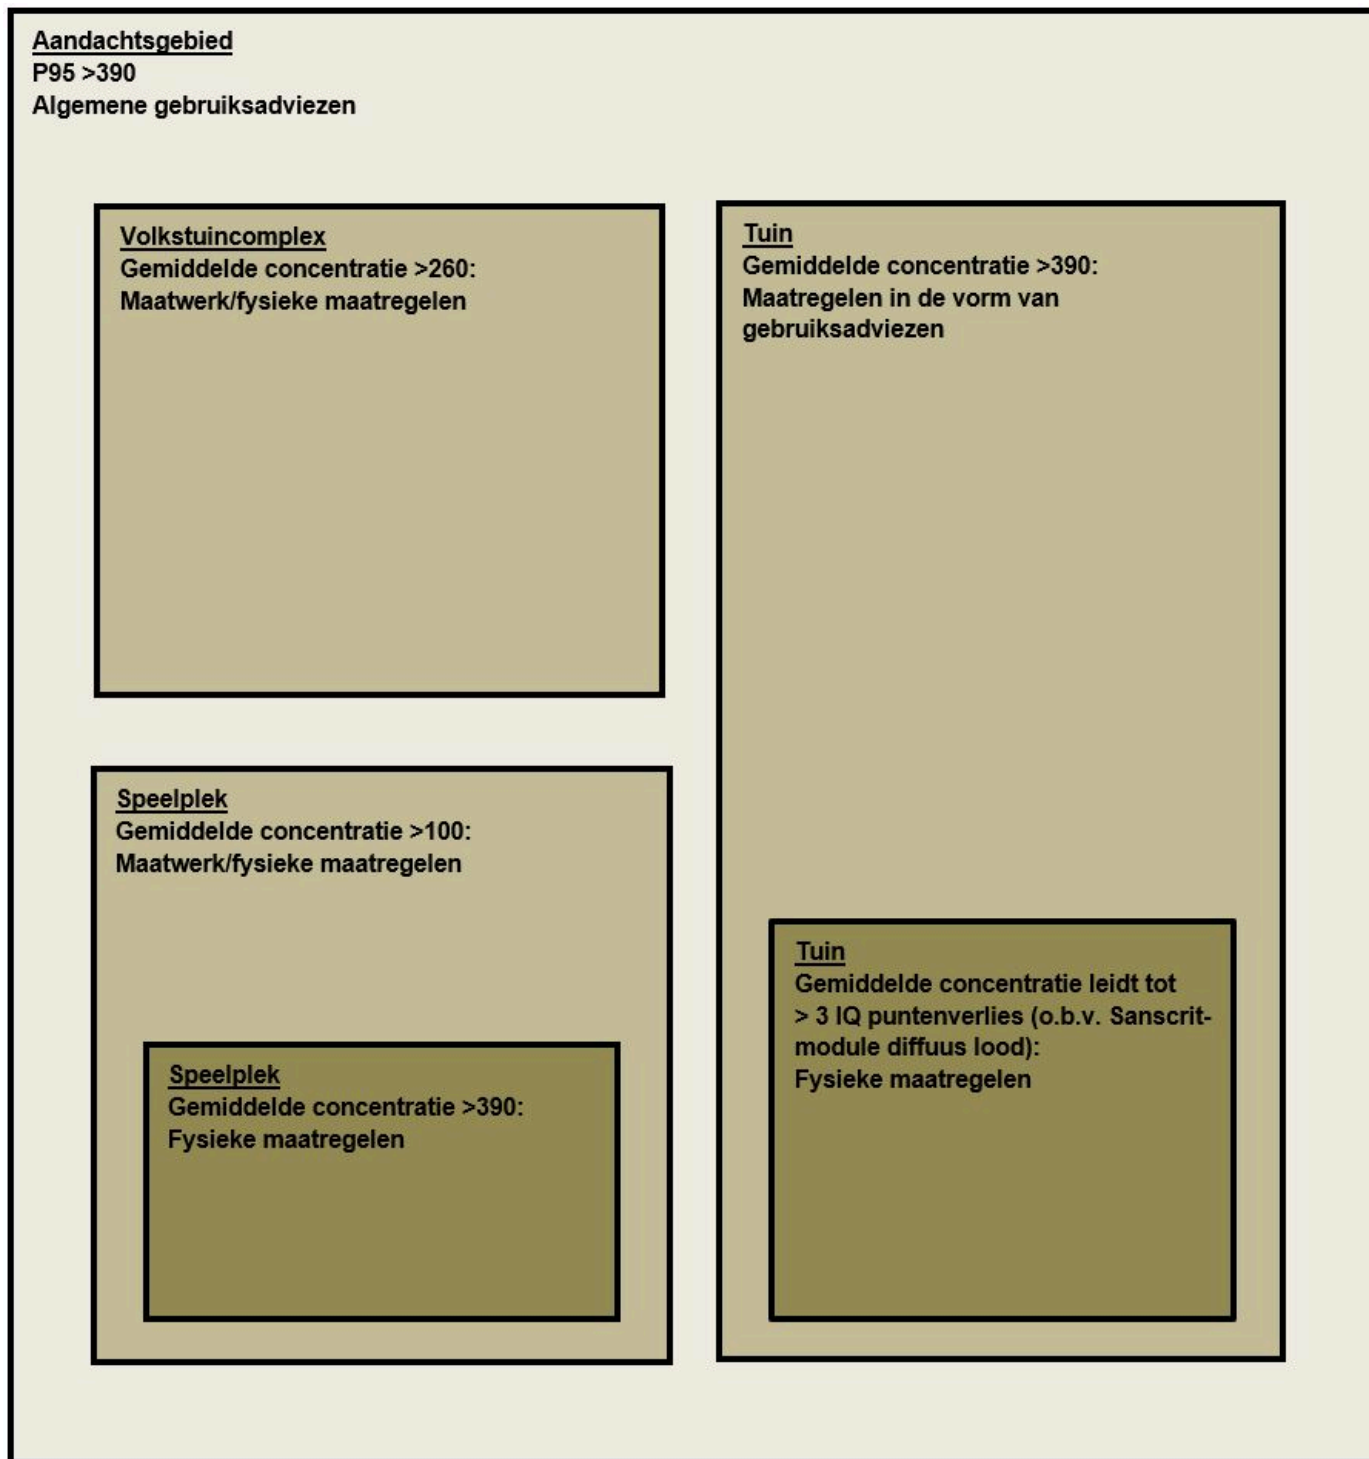 Aandachtsgebied
P95 >390
Algemene gebruiksadviezen
Volkstuincomplex
Gemiddelde concentratie >260:
Maatwerk/fysieke maatregelen
Tuin
Gemiddelde concentratie >390:
Maatregelen in de vorm van
gebruiksadviezen
Speelplek
Gemiddelde concentratie >100:
Maatwerk/fysieke maatregelen
Speelplek
Gemiddelde concentratie >390:
Fysieke maatregelen
Tuin
Gemiddelde concentratie leidt tot
> 3 IQ puntenverlies (o.b.v. Sanscrit-
module diffuus lood):
Fysieke maatregelen